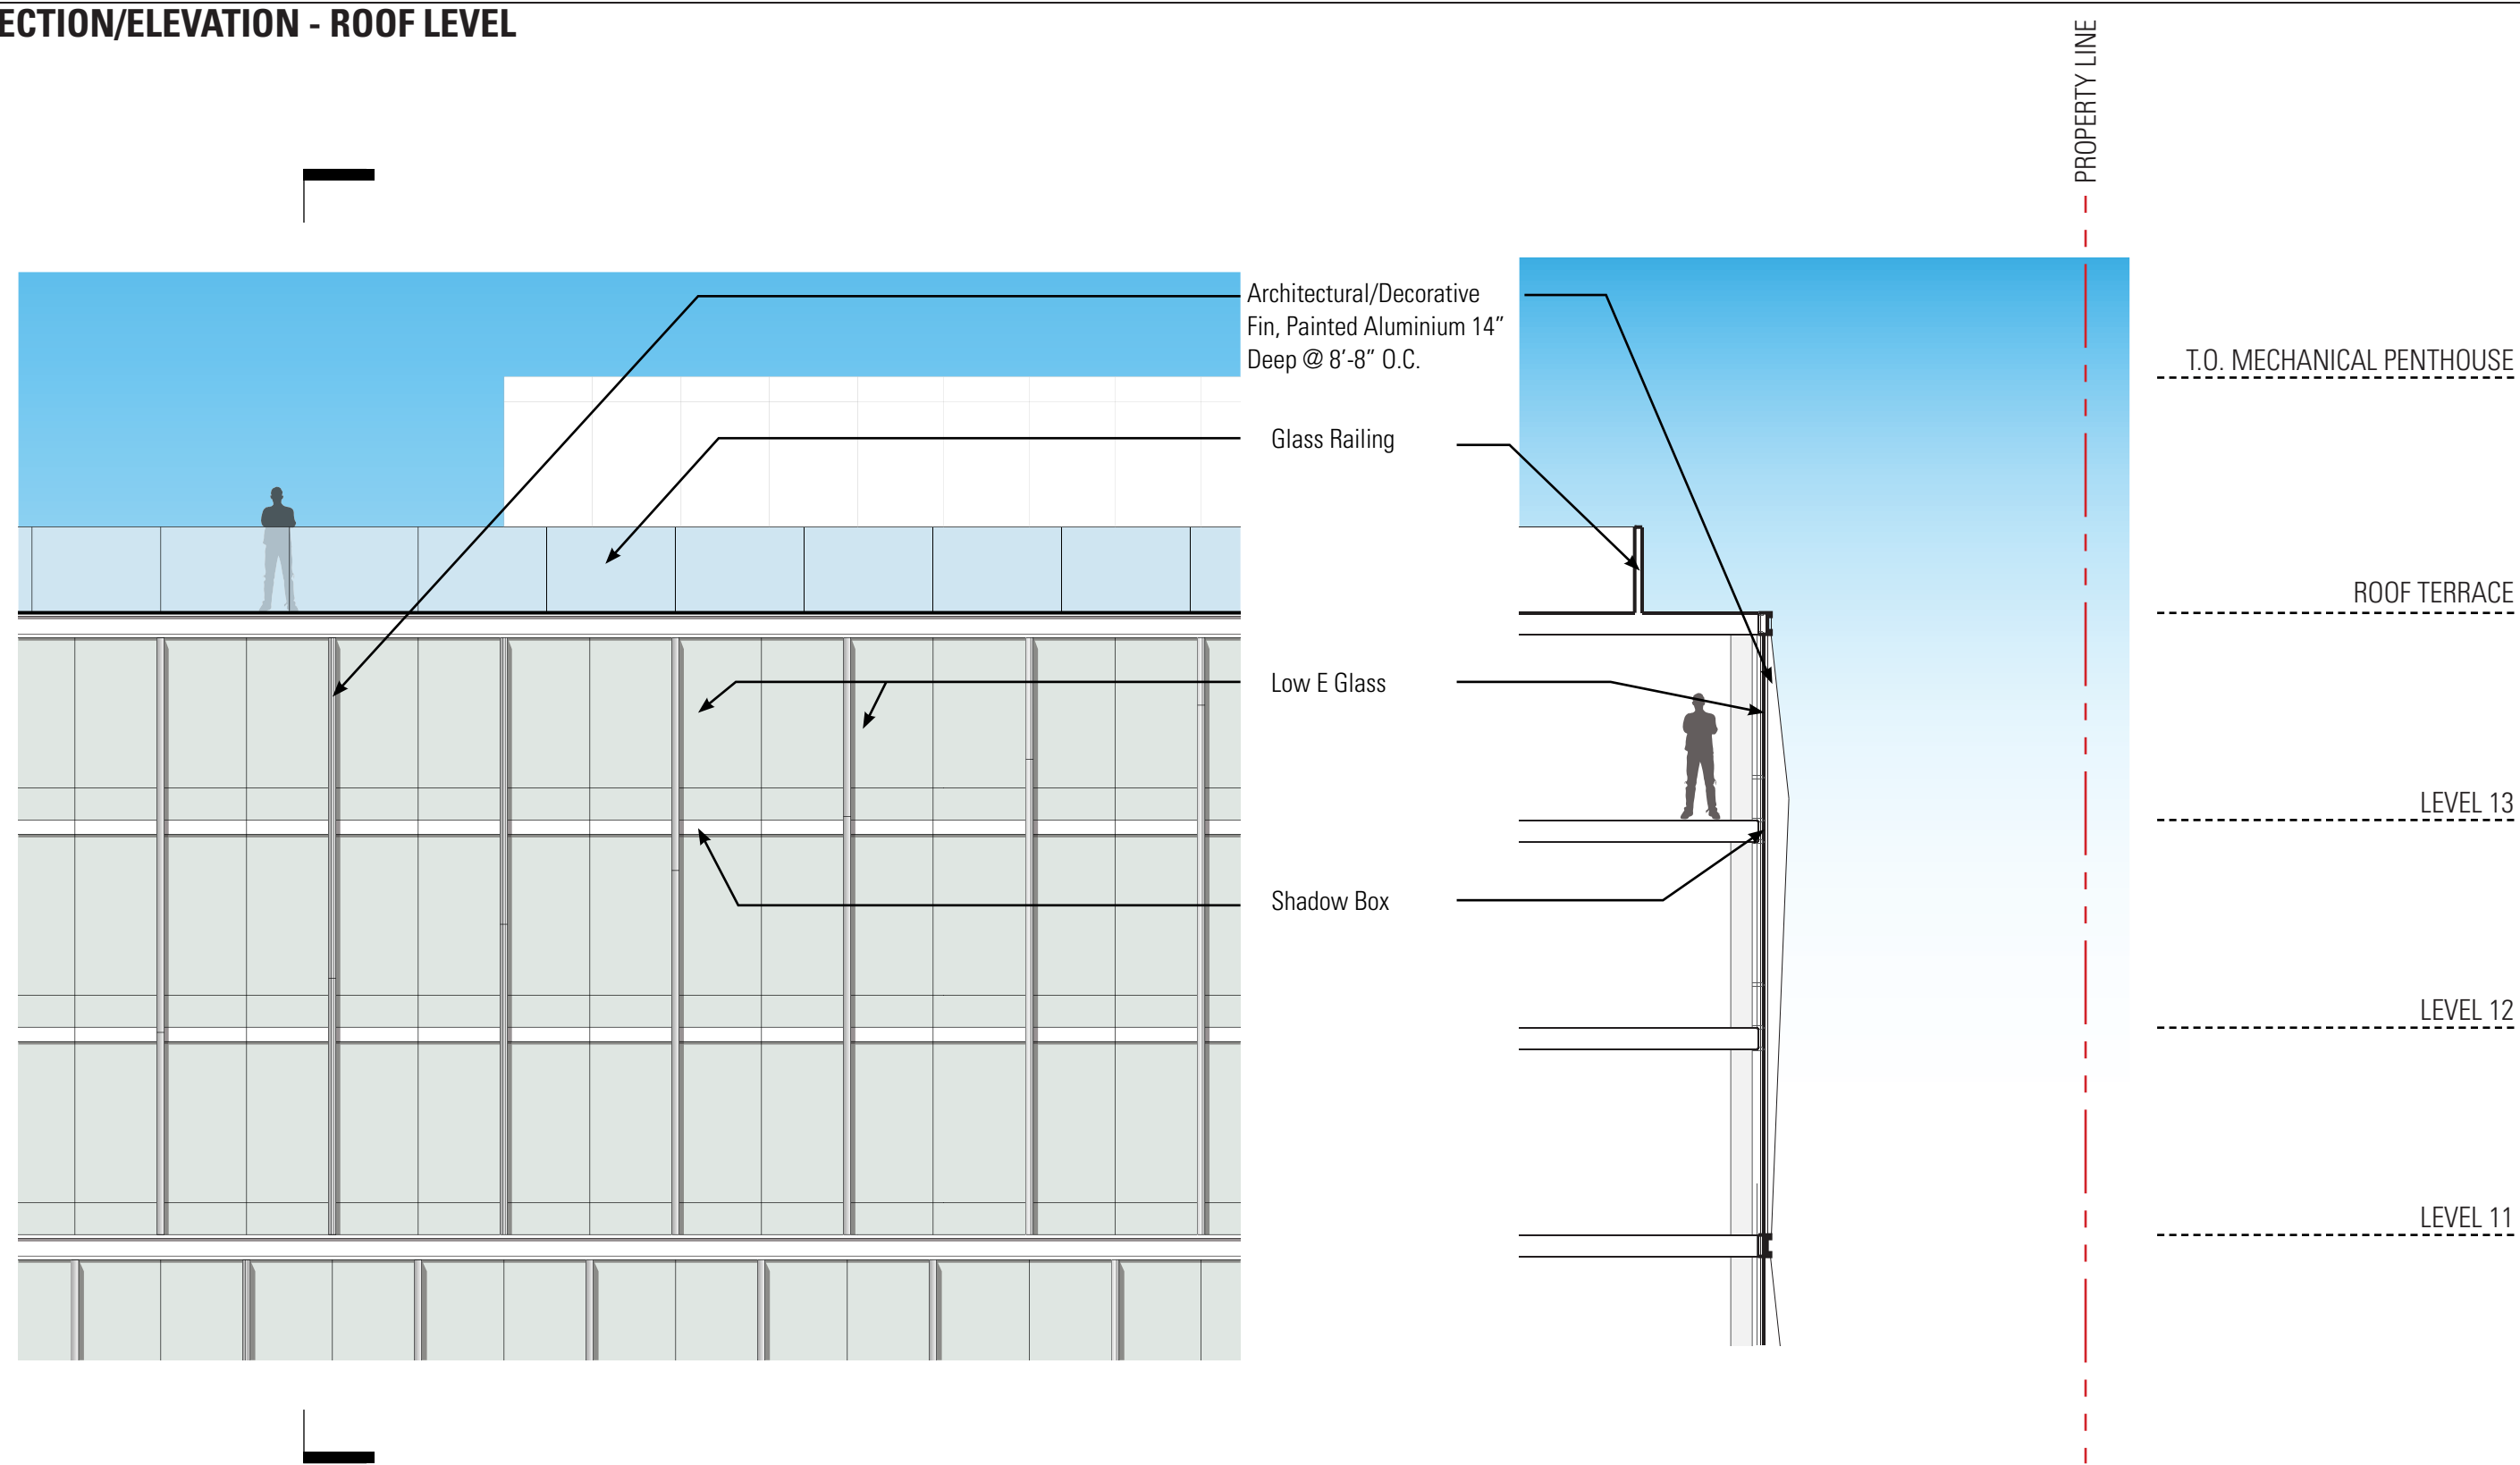 ECTION/ELEVATION - ROOF LEVEL
PROPERTY LINE
Architectural/Decorative
Fin, Painted Aluminium 14”
Deep @ 8’-8” O.C.
Glass Railing
Low E Glass
Shadow Box
T.O. MECHANICAL PENTHOUSE
ROOF TERRACE
LEVEL 13
LEVEL 12
LEVEL 11